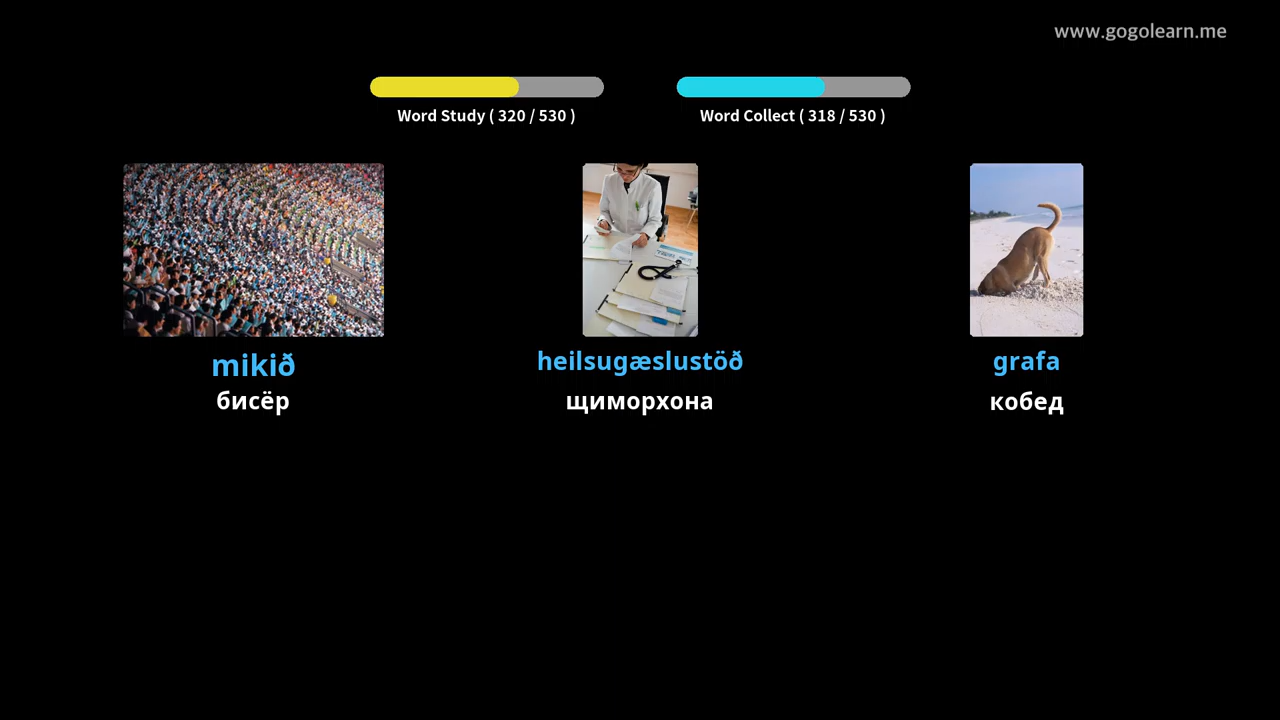 www.gogolearn.me
Word Study ( 320 / 530 )
Word Collect ( 318 / 530 )
mikið
heilsugæslustöð
grafa
бисёр
щиморхона
кобед